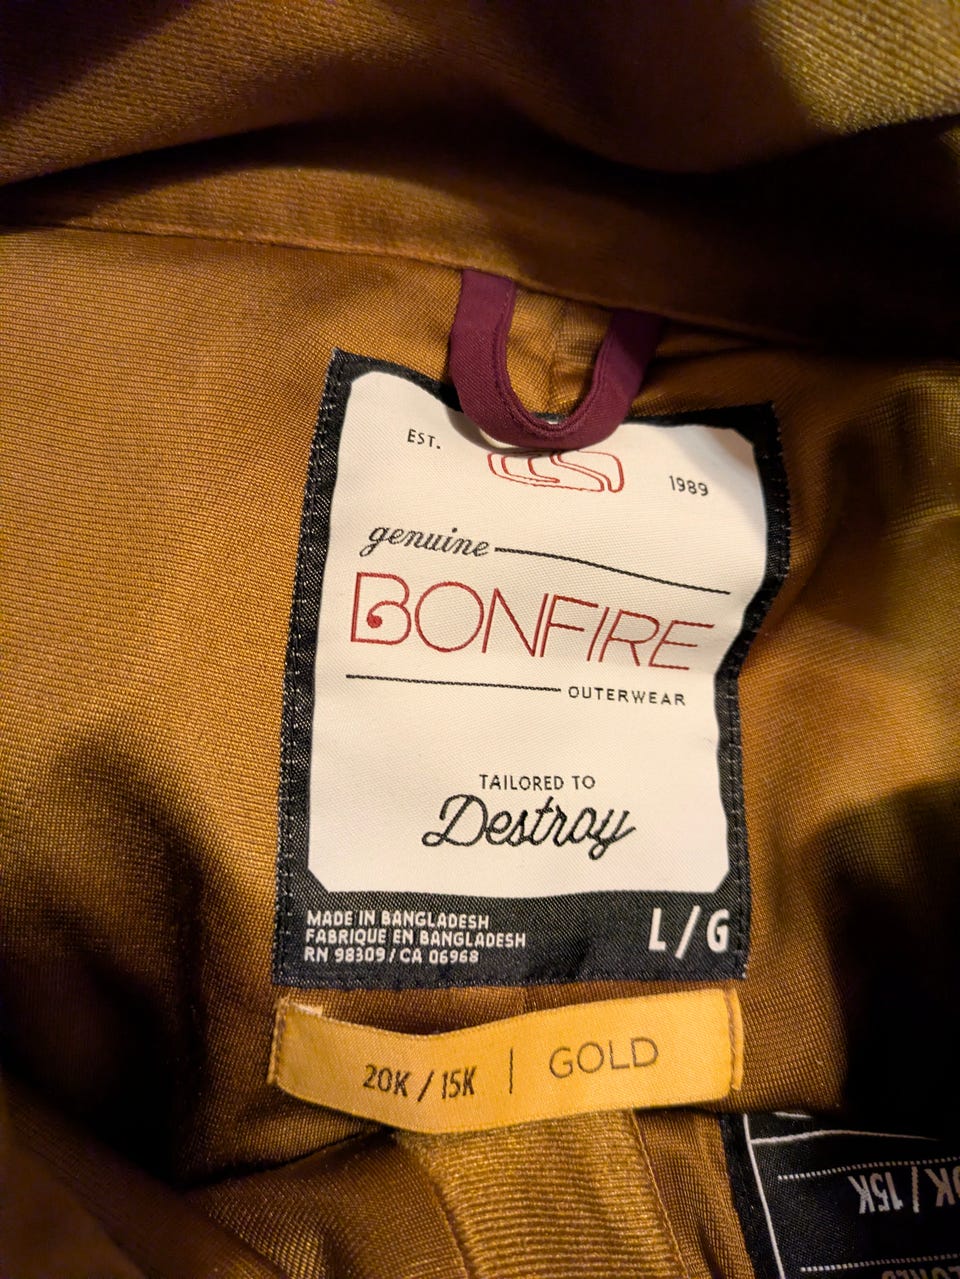 EST.
1989
genuine
BONFIRE
OUTERWEAR
TAILORED TO
Destroy
MADE IN BANGLADESH
FABRIQUE EN BANGLADESH
RN 98309 / CA 06968
L / G
20K / 15K | GOLD
K / 15K